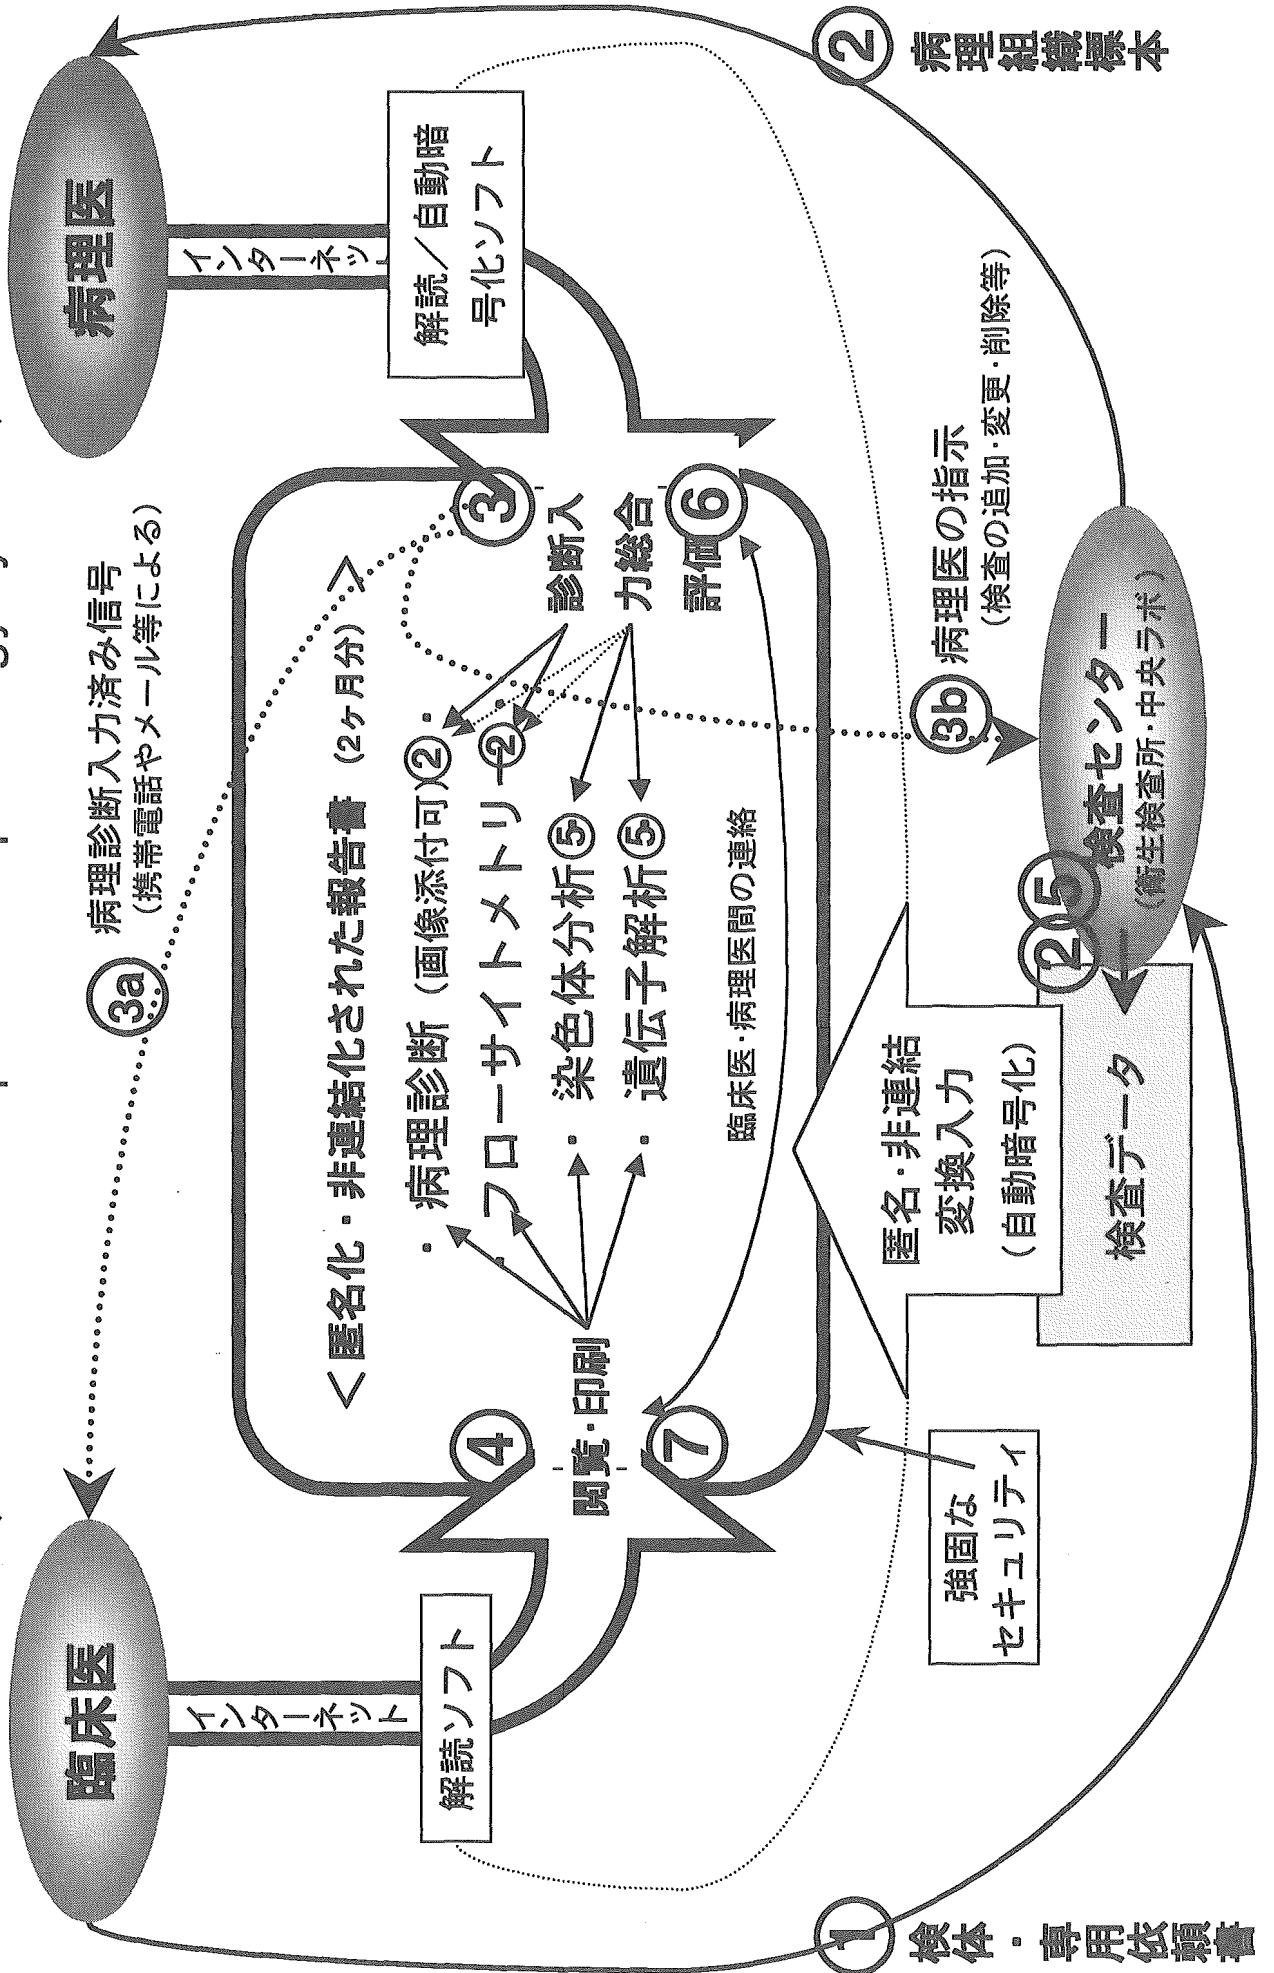 臨床医
病理医
インターネット
インターネッ
解読ソフト
解読／自動暗
号化ソフト
3a
病理診断入力済み信号
（携帯電話やメール等による）
＜匿名化・非連結化された報告書（2ヶ月分）＞
・病理診断（画像添付可）②・
・フローサイトメトリー②・
・染色体分析⑤
・遺伝子解析⑤
④
閲覧・印刷
⑦
③
診断入
力総合
評価⑥
臨床医・病理医間の連絡
強固な
セキュリティ
匿名・非連結
変換入力
（自動暗号化）
検査データ
3b
病理医の指示
（検査の追加・変更・削除等）
②⑤
検査センター
（衛生検査所・中央ラボ）
①
検体・専用依頼書
②
病理組織標本